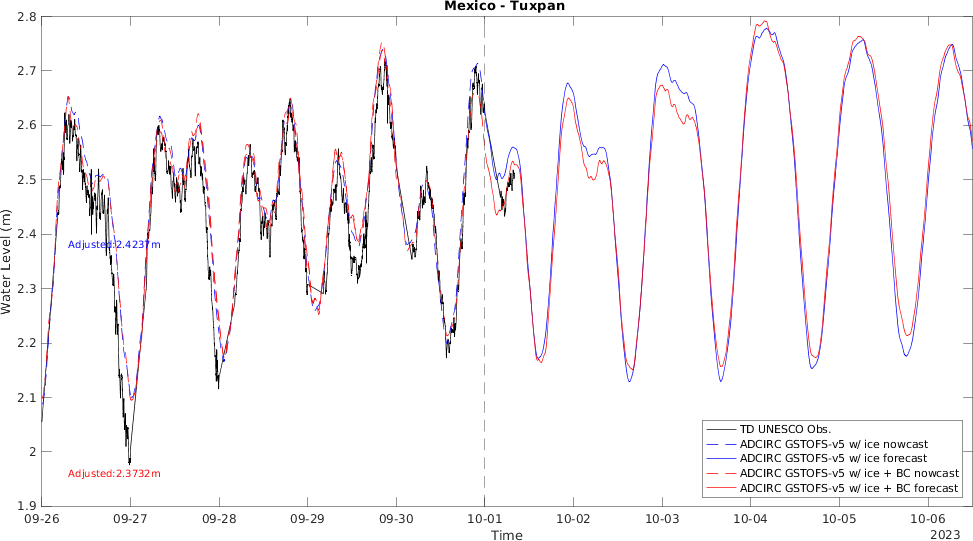 Mexico - Tuxpan
Water Level (m)
2.8
2.7
2.6
2.5
2.4
2.3
2.2
2.1
2
1.9
Adjusted:2.4237m
Adjusted:2.3732m
TD UNESCO Obs.
ADCIRC GSTOFS-v5 w/ ice nowcast
ADCIRC GSTOFS-v5 w/ ice forecast
ADCIRC GSTOFS-v5 w/ ice + BC nowcast
ADCIRC GSTOFS-v5 w/ ice + BC forecast
09-26 09-27 09-28 09-29 09-30 10-01 10-02 10-03 10-04 10-05 10-06
Time
2023